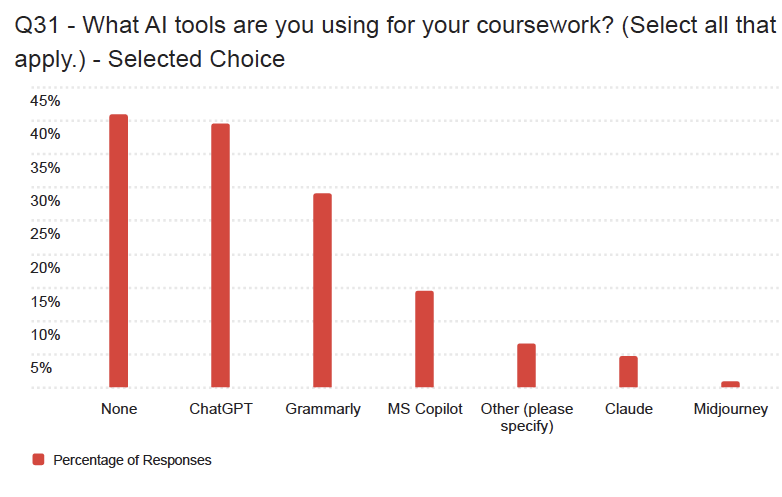 Q31 - What AI tools are you using for your coursework? (Select all that
apply.) - Selected Choice
45%
40%
35%
30%
25%
20%
15%
10%
5%
None
ChatGPT
Grammarly
MS Copilot
Other (please
specify)
Claude
Midjourney
Percentage of Responses